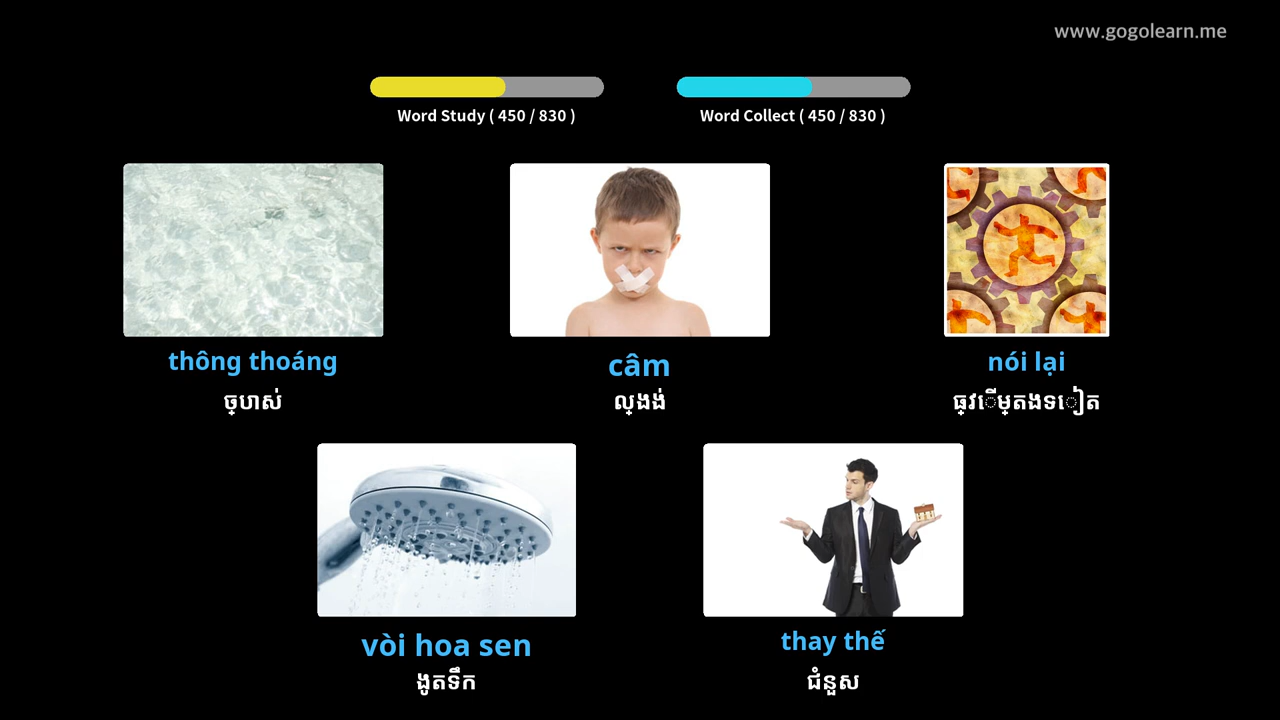 www.gogolearn.me
Word Study ( 450 / 830 )
Word Collect ( 450 / 830 )
thông thoáng
câm
nói lại
ច្បាស់
ល្ងង់
ធ្វើម្តងទៀត
vòi hoa sen
thay thế
ងូតទឹក
ជំនួស